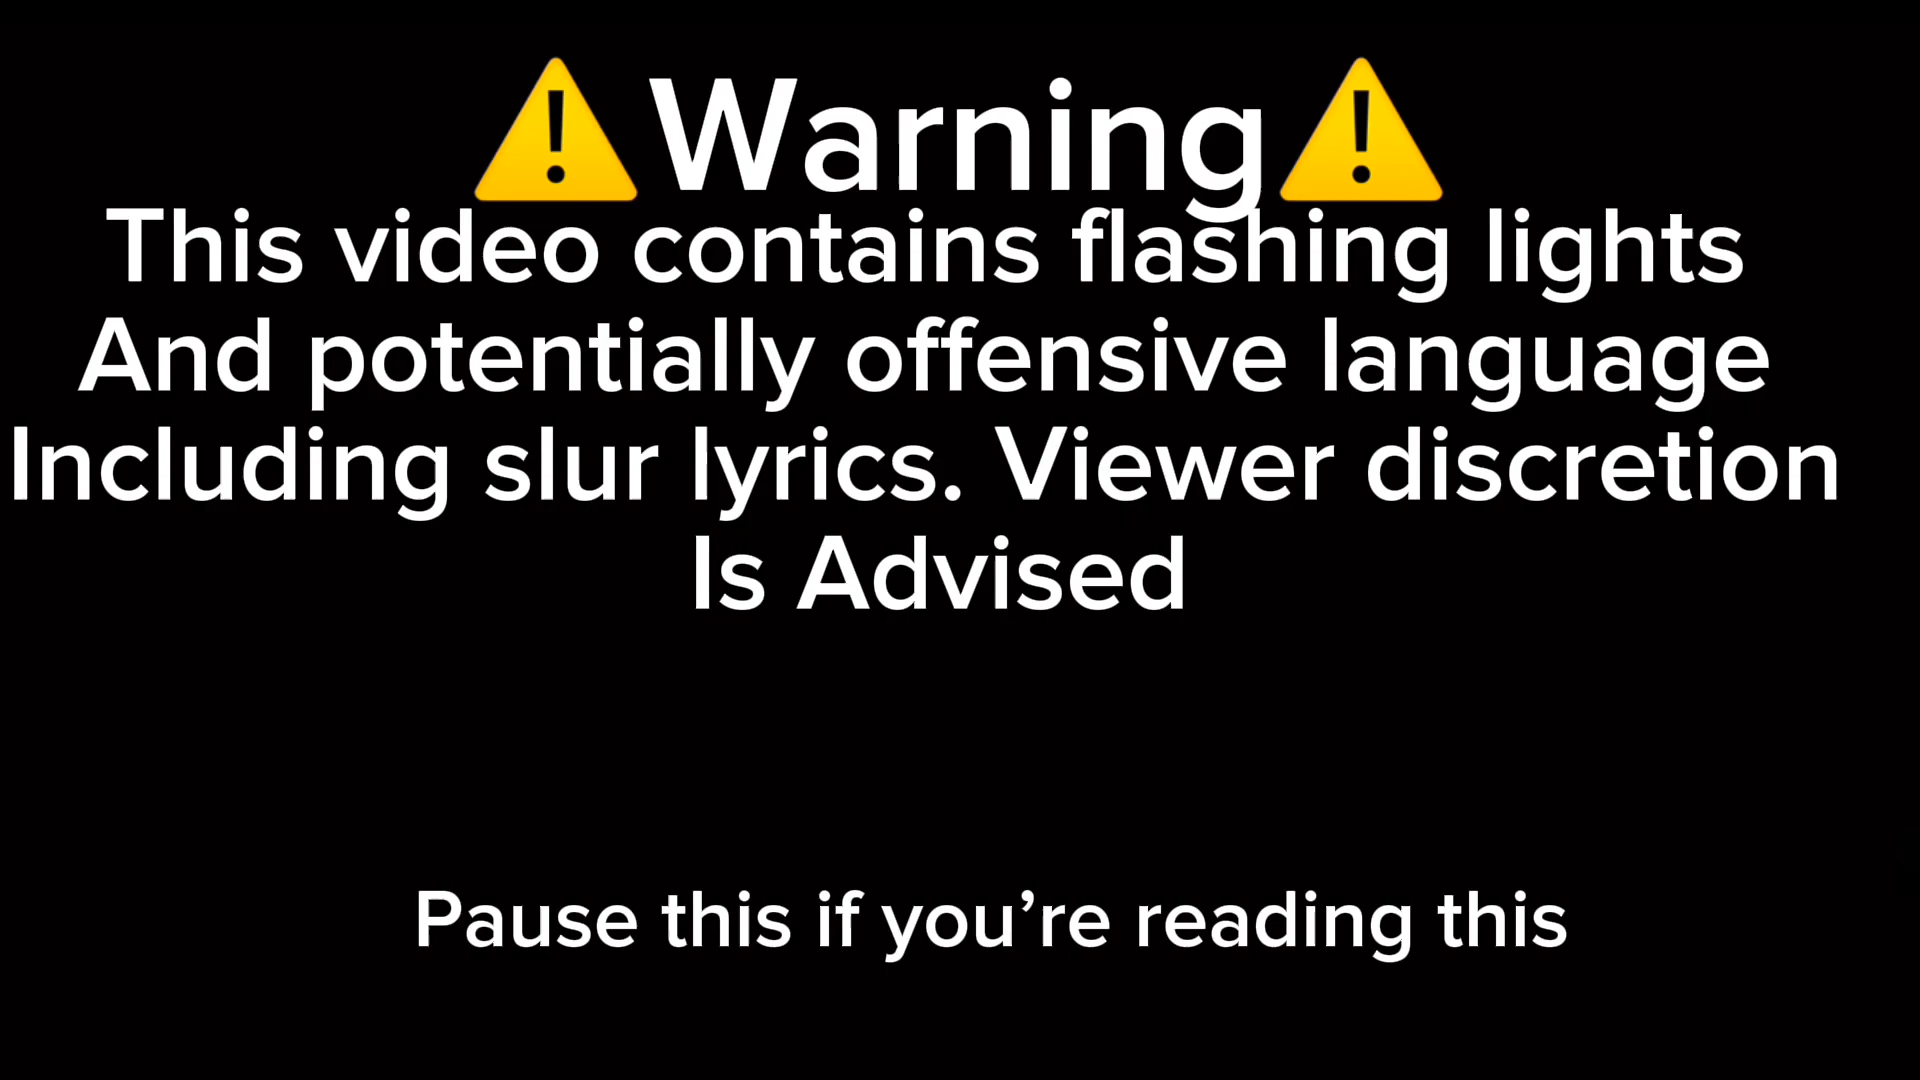 ⚠️Warning⚠️
This video contains flashing lights
And potentially offensive language
Including slur lyrics. Viewer discretion
Is Advised
Pause this if you’re reading this